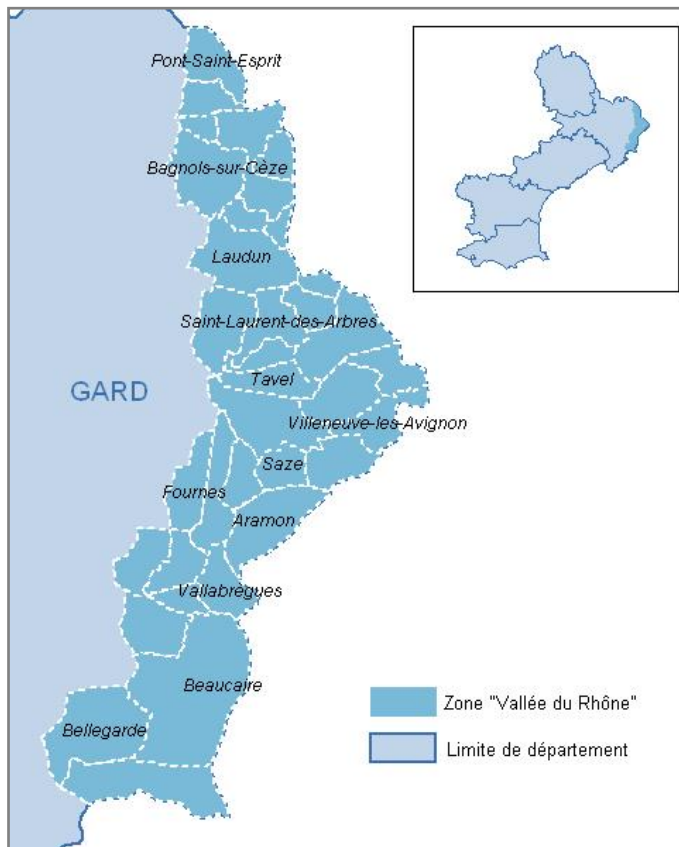 Pont-Saint-Esprit
Bagnols-sur-Cèze
Laudun
Saint-Laurent-des-Arbres
Tavel
GARD
Villeneuve-les-Avignon
Saze
Fournes
Aramon
Vallabrègues
Beaucaire
Zone "Vallée du Rhône"
Bellegarde
Limite de département